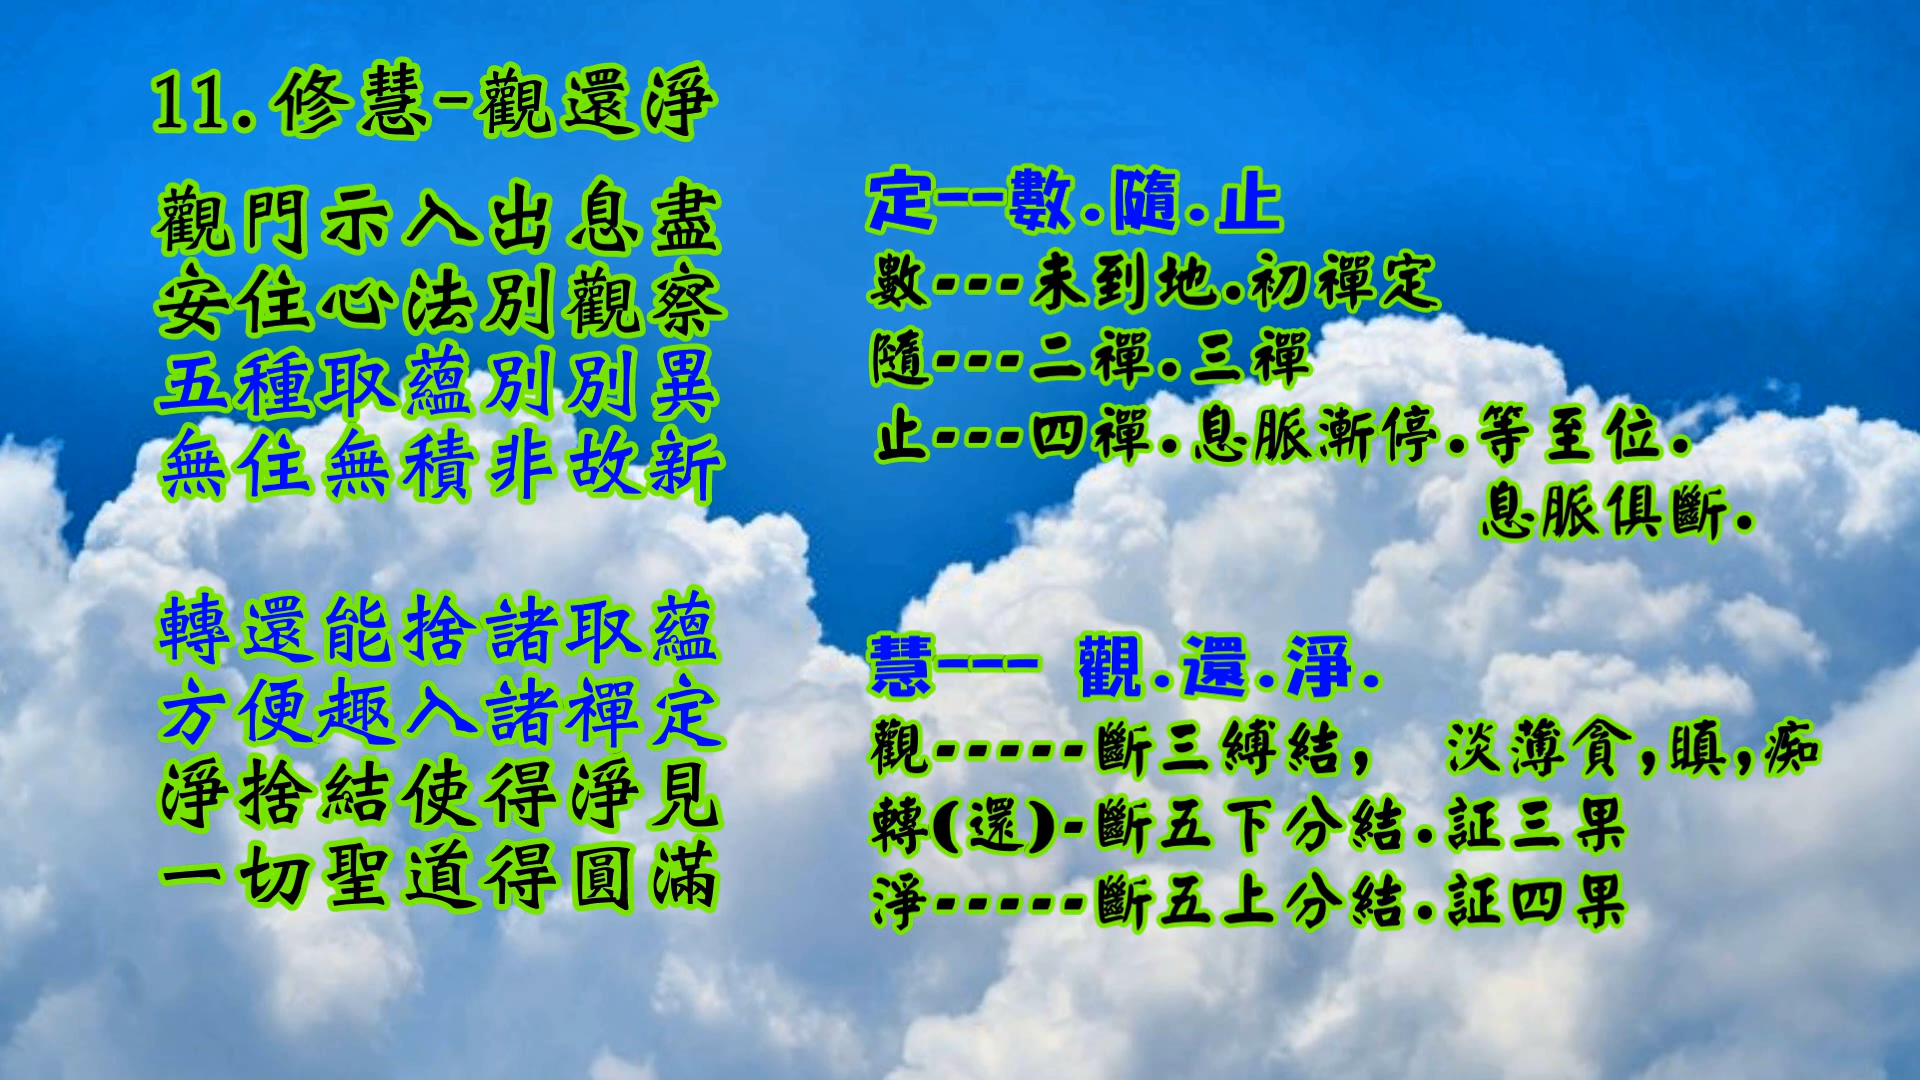 11.修慧-觀還淨
觀門示入出息盡
安住心法別觀察
五種取蘊別別異
無住無積非故新
轉還能捨諸取蘊
方便趣入諸禪定
淨捨結使得淨見
一切聖道得圓滿
定--數.隨.止
數---未到地.初禪定
隨---二禪.三禪
止---四禪.息脈漸停.等至位.
息脈俱斷.
慧--- 觀.還.淨.
觀-----斷三縛結, 淡薄貪,瞋,痴
轉(還)-斷五下分結.証三果
淨-----斷五上分結.証四果